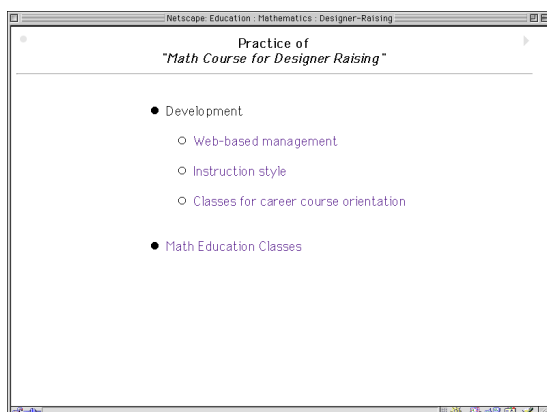 Netscape: Education : Mathematics : Designer-Raising
Practice of
"Math Course for Designer Raising"
Development
Web-based management
Instruction style
Classes for career course orientation
Math Education Classes